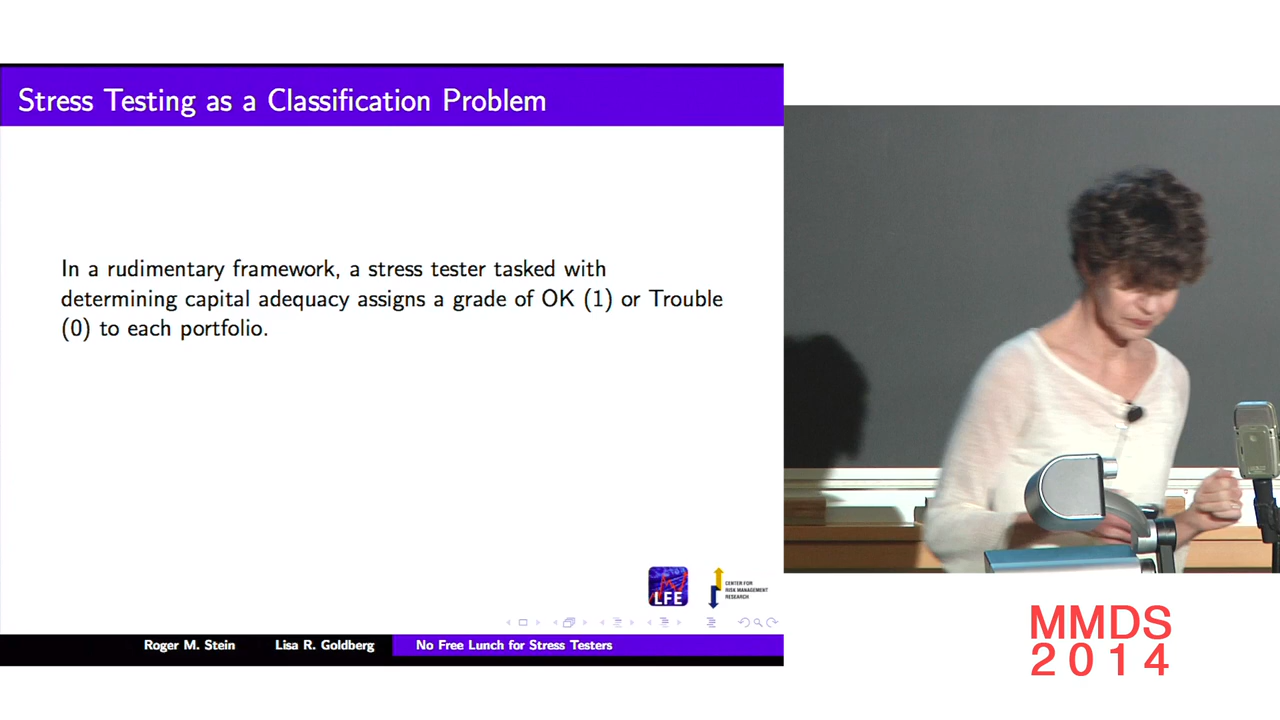 Stress Testing as a Classification Problem
In a rudimentary framework, a stress tester tasked with
determining capital adequacy assigns a grade of OK (1) or Trouble
(0) to each portfolio.
LFE
CENTER FOR
RISK MANAGEMENT
RESEARCH
Roger M. Stein Lisa R. Goldberg No Free Lunch for Stress Testers
MMDS
2014